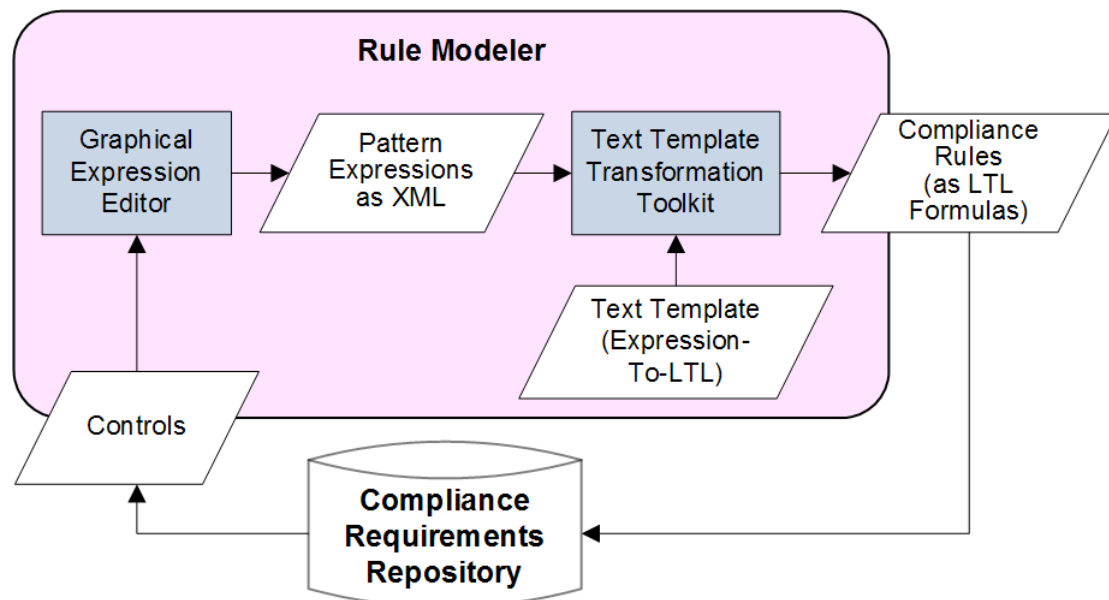 Rule Modeler
Graphical
Expression
Editor
Pattern
Expressions
as XML
Text Template
Transformation
Toolkit
Compliance
Rules
(as LTL
Formulas)
Text Template
(Expression-
To-LTL)
Controls
Compliance
Requirements
Repository